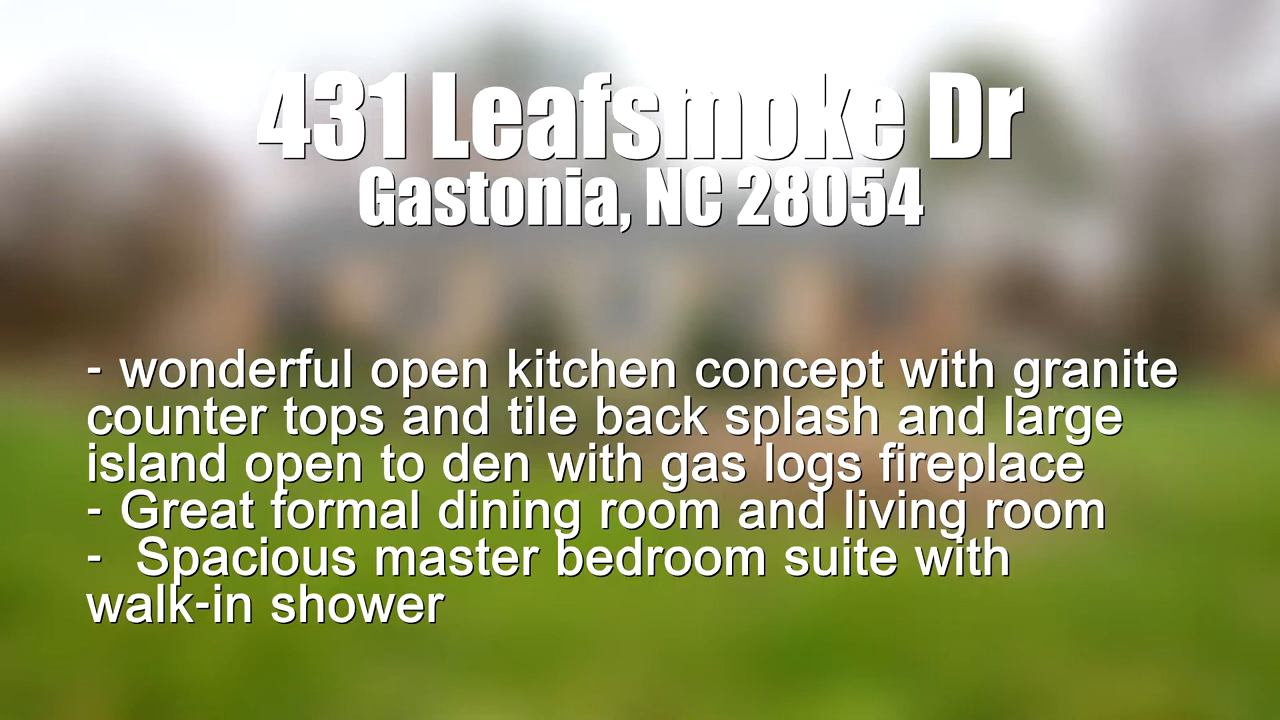 431 Leafsmoke Dr
Gastonia, NC 28054
- wonderful open kitchen concept with granite
counter tops and tile back splash and large
island open to den with gas logs fireplace
- Great formal dining room and living room
-  Spacious master bedroom suite with
walk-in shower